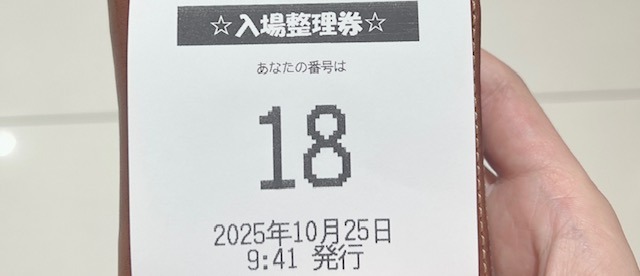 ☆入場整理券☆
あなたの番号は
18
2025年10月25日
9:41 発行